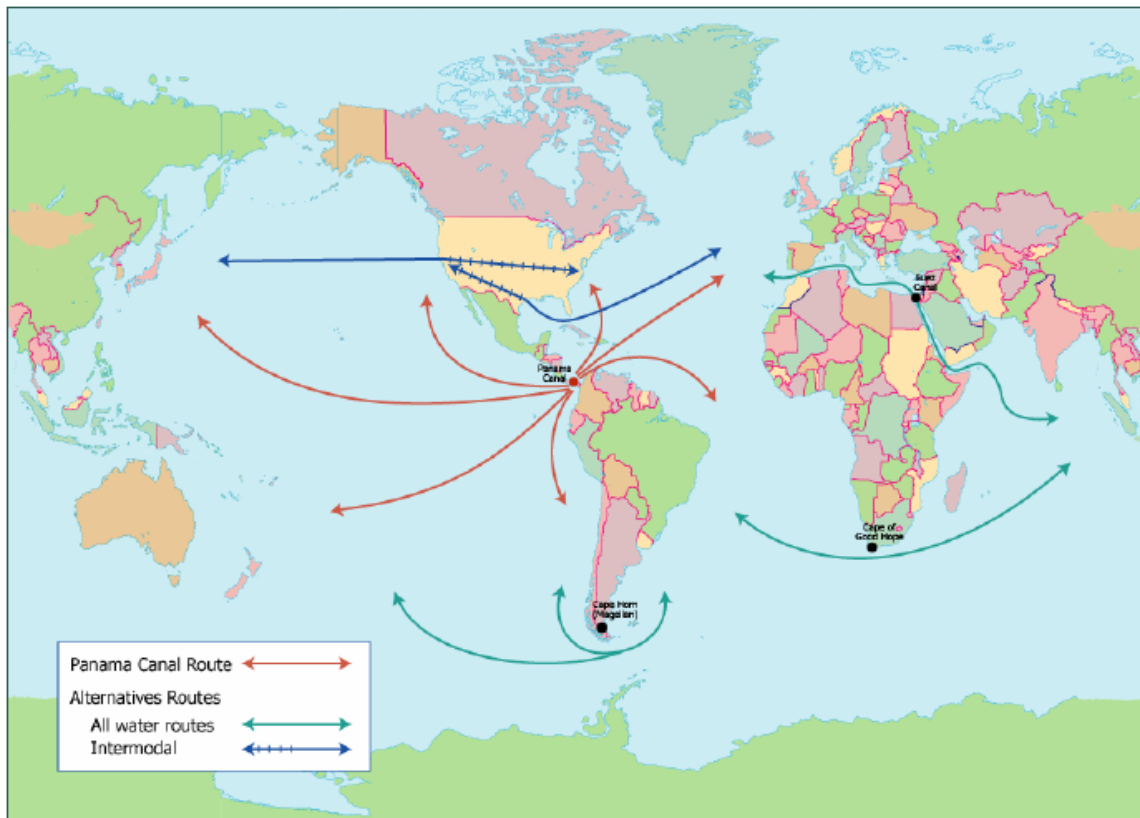 Suez
Canal
Panama
Canal
Cape of
Good Hope
Cape Horn
(Magellan)
Panama Canal Route
Alternatives Routes
All water routes
Intermodal